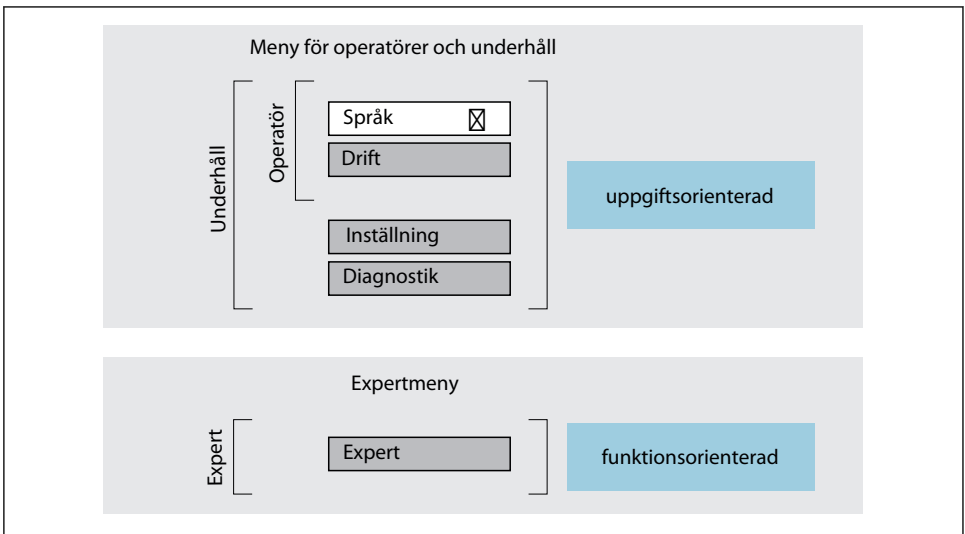 Meny för operatörer och underhåll
Underhåll
Operatör
Språk
Drift
Inställning
Diagnostik
uppgiftsorienterad
Expertmeny
Expert
Expert
funktionsorienterad